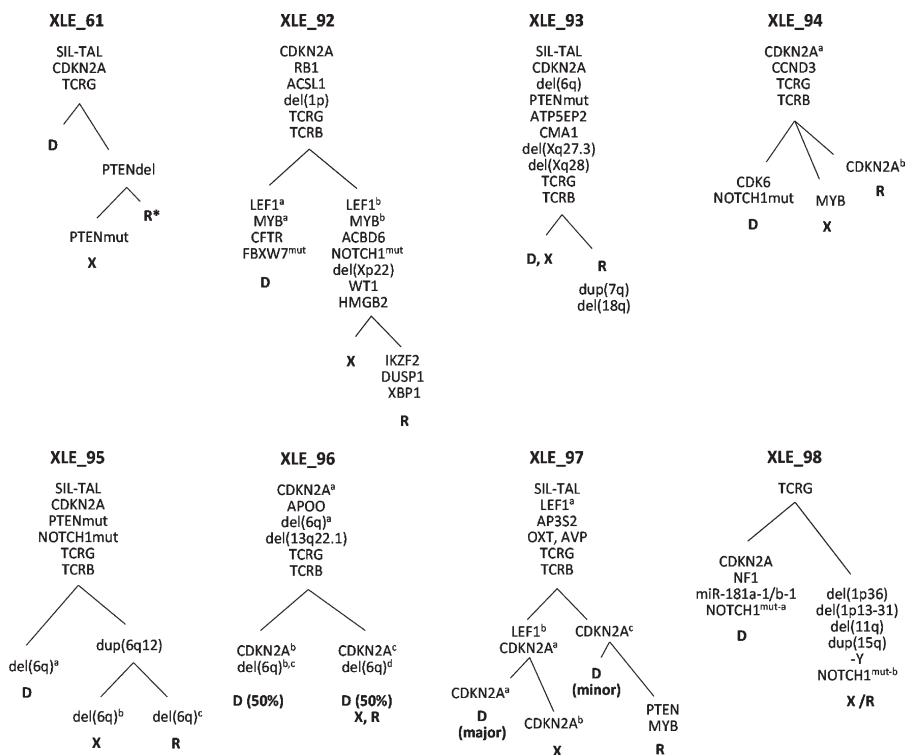 XLE_61
SIL-TAL
CDKN2A
TCRG
D
PTENdel
R*
PTENmut
X
XLE_92
CDKN2A
RB1
ACSL1
del(1p)
TCRG
TCRB
LEF1ᵃ
MYBᵃ
CFTR
FBXW7ᵐᵘᵗ
D
LEF1ᵇ
MYBᵇ
ACBD6
NOTCH1ᵐᵘᵗ
del(Xp22)
WT1
HMGB2
X
IKZF2
DUSP1
XBP1
R
XLE_93
SIL-TAL
CDKN2A
del(6q)
PTENmut
ATP5EP2
CMA1
del(Xq27.3)
del(Xq28)
TCRG
TCRB
D, X
R
dup(7q)
del(18q)
XLE_94
CDKN2Aᵃ
CCND3
TCRG
TCRB
CDK6
NOTCH1mut
D
MYB
X
CDKN2Aᵇ
R
XLE_95
SIL-TAL
CDKN2A
PTENmut
NOTCH1mut
TCRG
TCRB
del(6q)ᵃ
D
dup(6q12)
del(6q)ᵇ
X
del(6q)ᶜ
R
XLE_96
CDKN2Aᵃ
APOO
del(6q)ᵃ
del(13q22.1)
TCRG
TCRB
CDKN2Aᵇ
del(6q)ᵇ,ᶜ
D (50%)
CDKN2Aᶜ
del(6q)ᵈ
D (50%)
X, R
XLE_97
SIL-TAL
LEF1ᵃ
AP3S2
OXT, AVP
TCRG
TCRB
LEF1ᵇ
CDKN2Aᵃ
CDKN2Aᵃ
D
(major)
CDKN2Aᵇ
X
CDKN2Aᶜ
D
(minor)
PTEN
MYB
R
XLE_98
TCRG
CDKN2A
NF1
miR-181a-1/b-1
NOTCH1ᵐᵘᵗ⁻ᵃ
D
del(1p36)
del(1p13-31)
del(11q)
dup(15q)
-Y
NOTCH1ᵐᵘᵗ⁻ᵇ
X /R